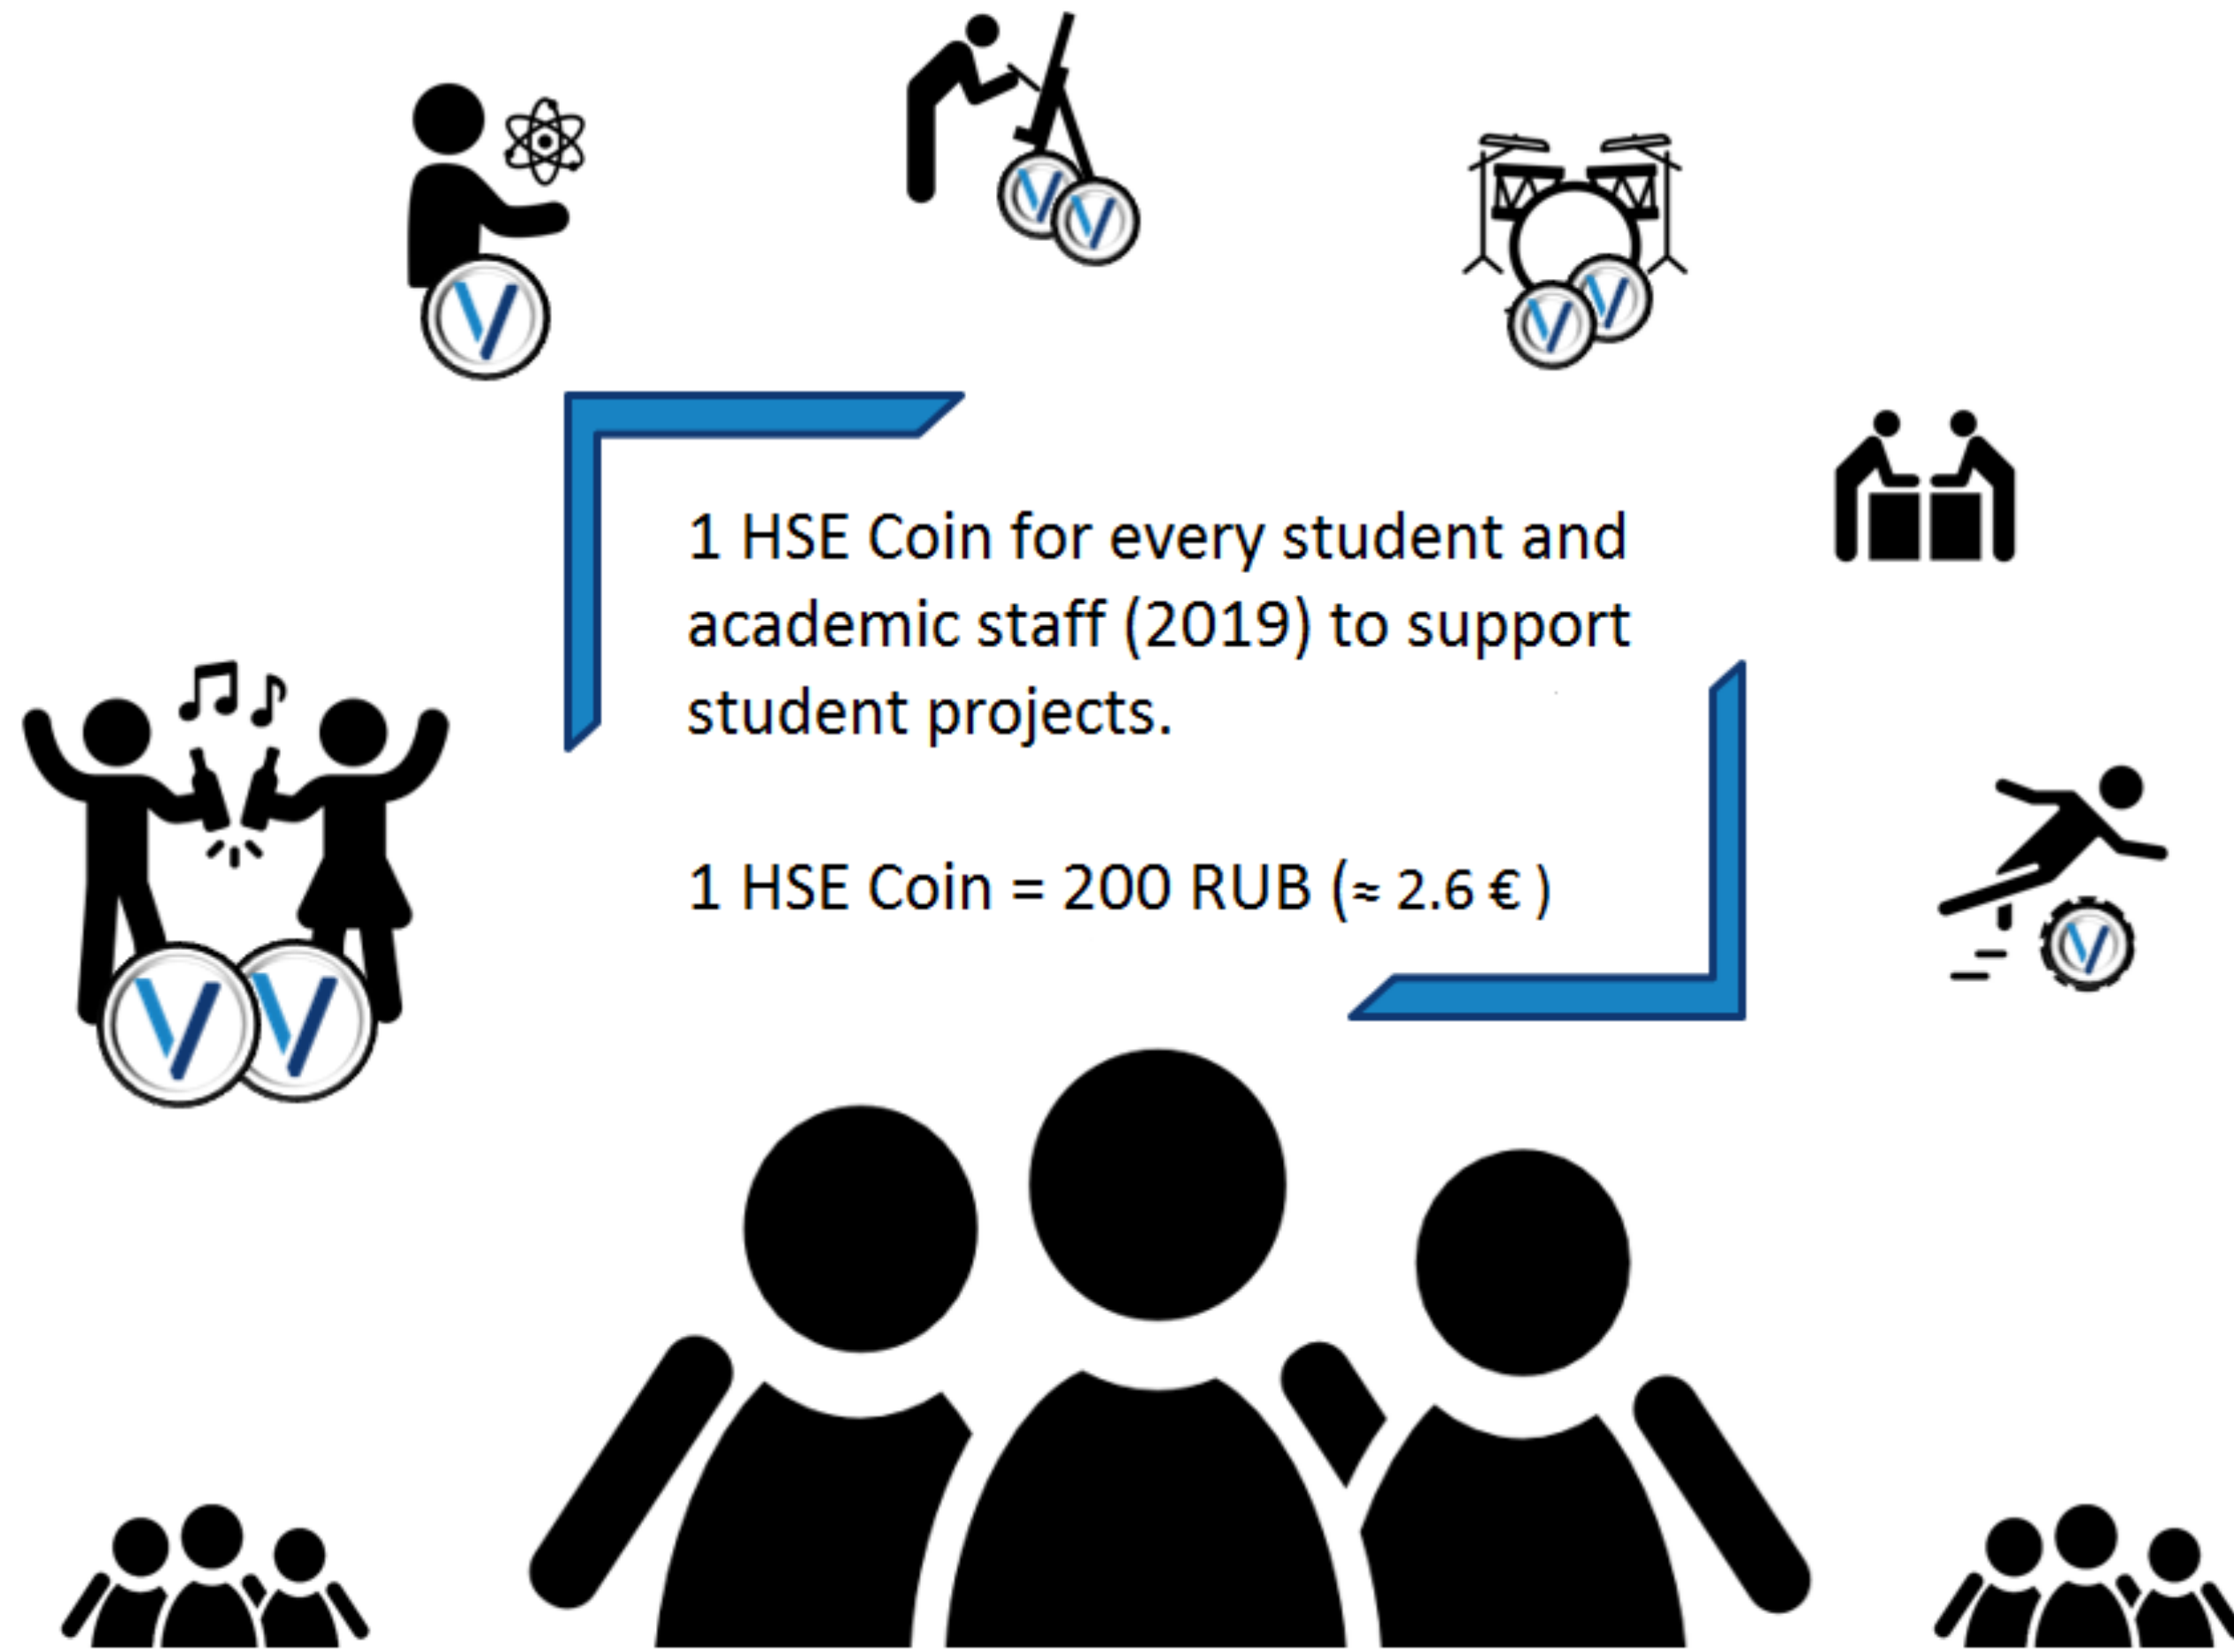 1 HSE Coin for every student and
academic staff (2019) to support
student projects.
1 HSE Coin = 200 RUB (≈ 2.6 € )